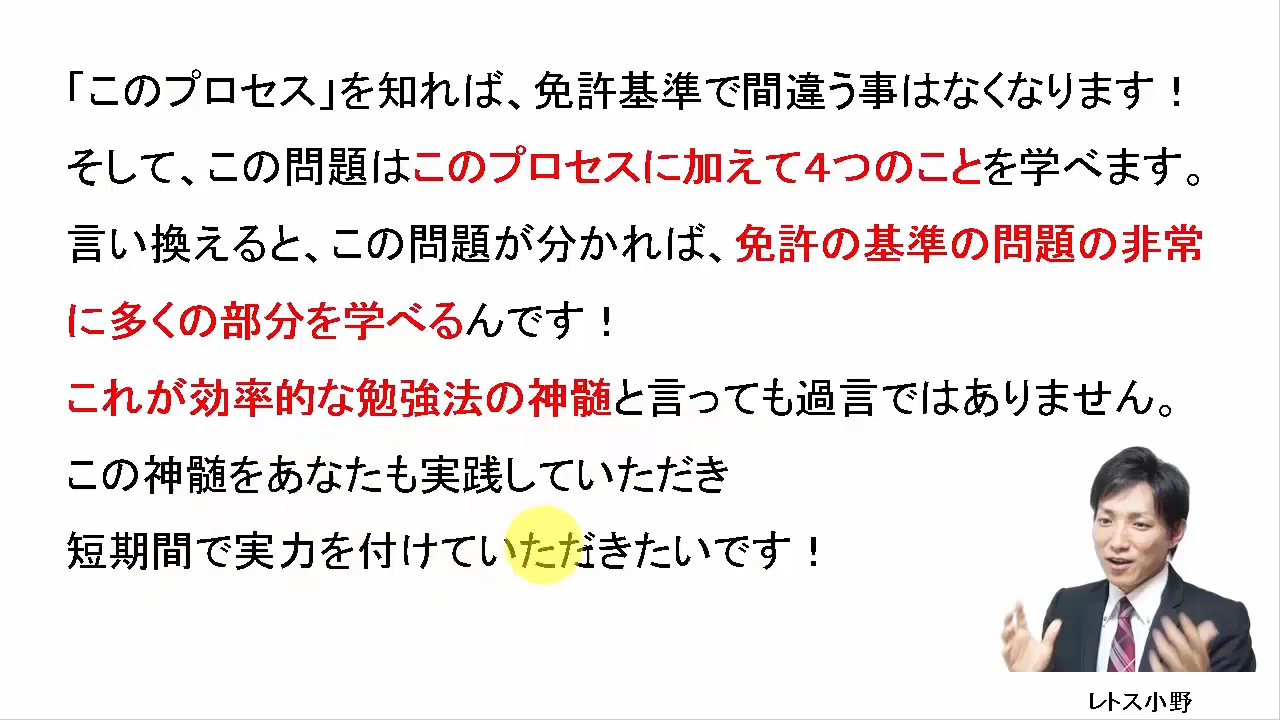 「このプロセス」を知れば、免許基準で間違う事はなくなります！
そして、この問題はこのプロセスに加えて４つのことを学べます。
言い換えると、この問題が分かれば、免許の基準の問題の非常
に多くの部分を学べるんです！
これが効率的な勉強法の神髄と言っても過言ではありません。
この神髄をあなたも実践していただき
短期間で実力を付けていただきたいです！
レトス小野